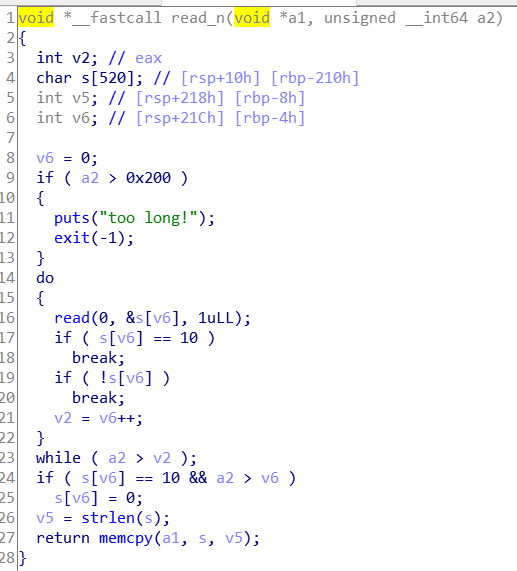 1 void *__fastcall read_n(void *a1, unsigned __int64 a2)
2 {
3 int v2; // eax
4 char s[520]; // [rsp+10h] [rbp-210h]
5 int v5; // [rsp+218h] [rbp-8h]
6 int v6; // [rsp+21Ch] [rbp-4h]
7
8 v6 = 0;
9 if ( a2 > 0x200 )
10 {
11 puts("too long!");
12 exit(-1);
13 }
14 do
15 {
16 read(0, &s[v6], 1uLL);
17 if ( s[v6] == 10 )
18 break;
19 if ( !s[v6] )
20 break;
21 v2 = v6++;
22 }
23 while ( a2 > v2 );
24 if ( s[v6] == 10 && a2 > v6 )
25 s[v6] = 0;
26 v5 = strlen(s);
27 return memcpy(a1, s, v5);
28 }